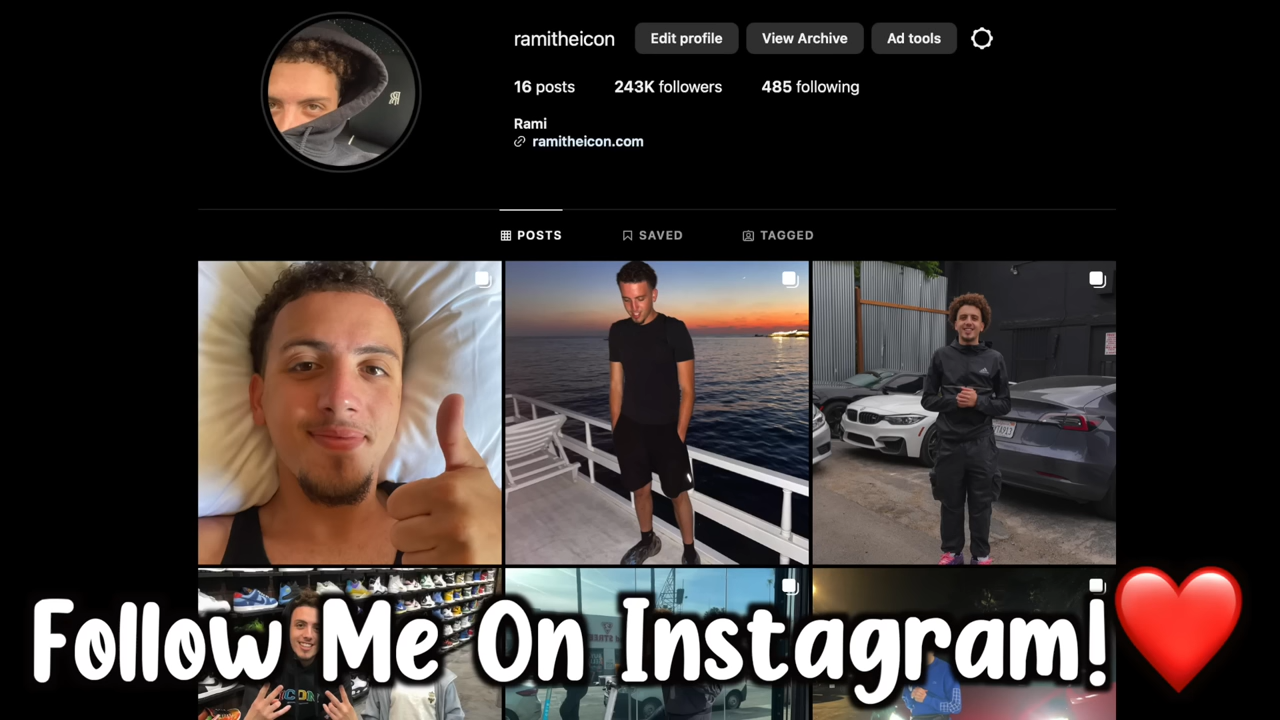 ramitheicon Edit profile View Archive Ad tools
16 posts 243K followers 485 following
Rami
ramitheicon.com
POSTS SAVED TAGGED
Follow Me On Instagram!